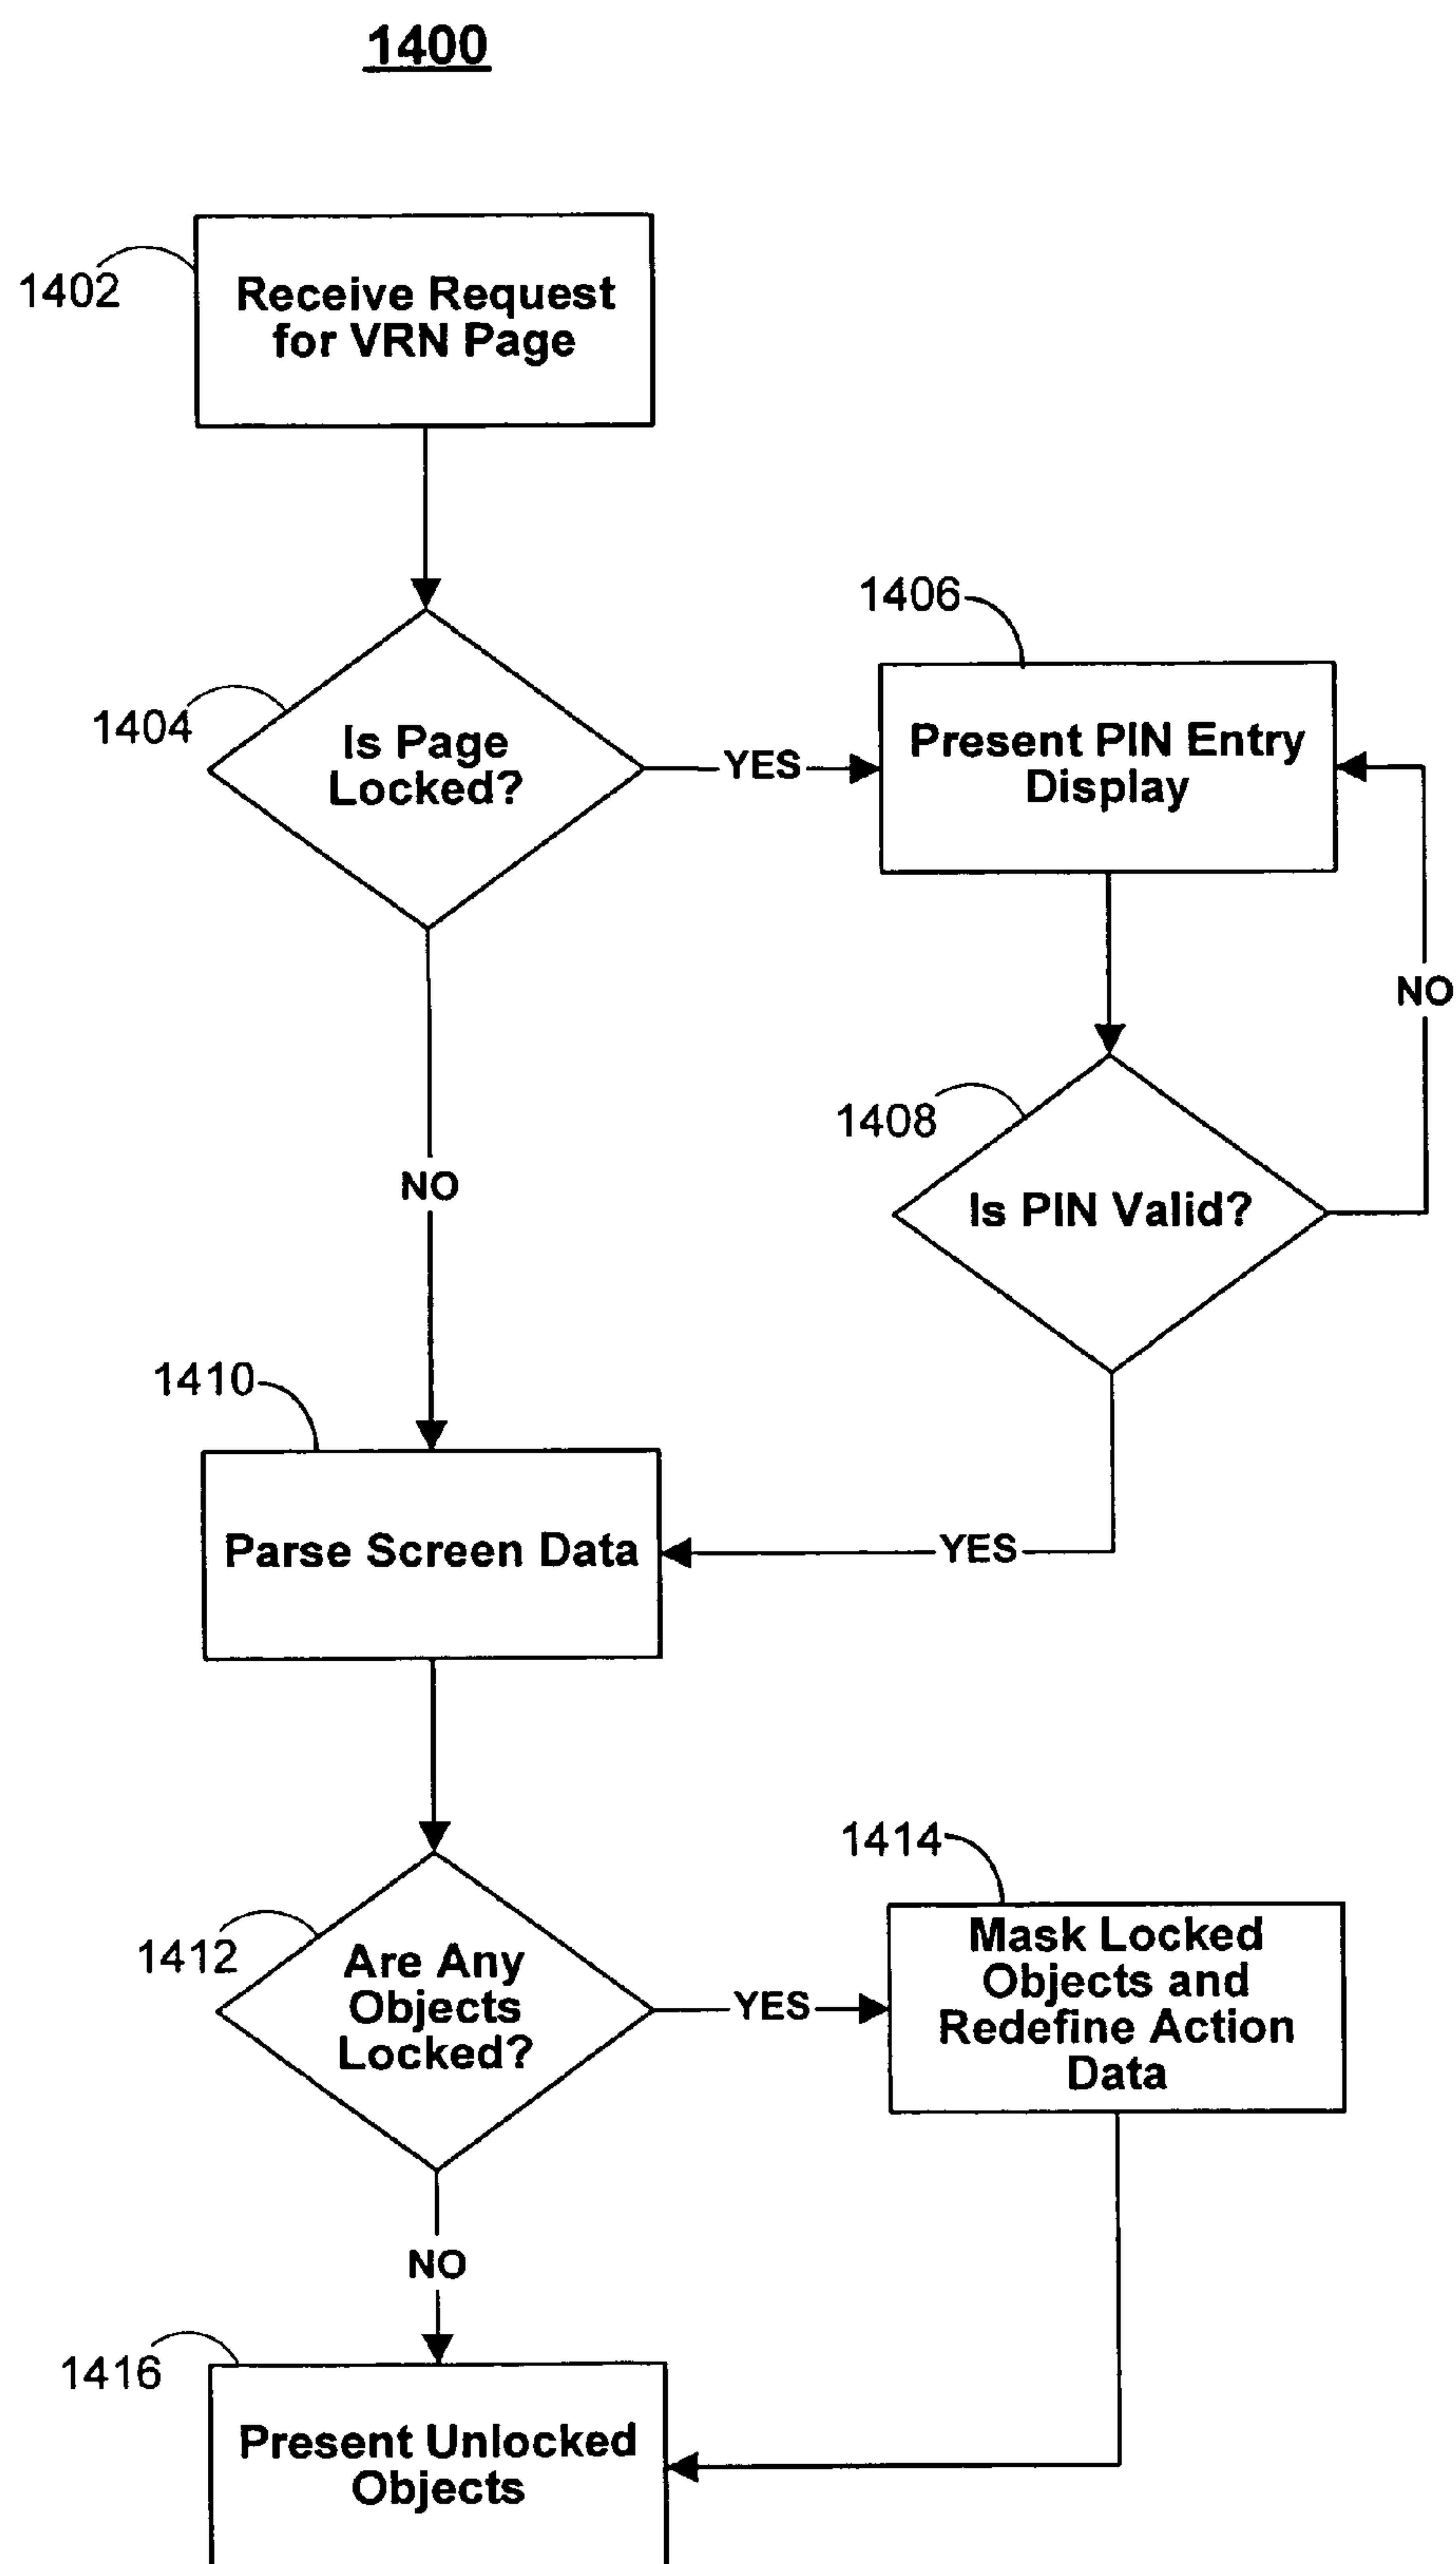 1400
1402
Receive Request
for VRN Page
1404
Is Page
Locked?
YES
1406
Present PIN Entry
Display
NO
1408
Is PIN Valid?
NO
1410
Parse Screen Data
YES
1412
Are Any
Objects
Locked?
YES
1414
Mask Locked
Objects and
Redefine Action
Data
NO
1416
Present Unlocked
Objects